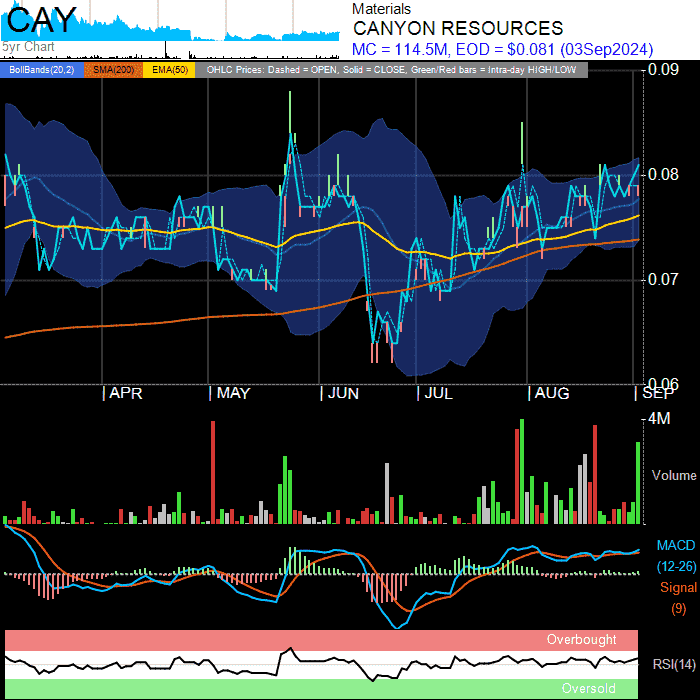 CAY
5yr Chart
Materials
CANYON RESOURCES
MC = 114.5M, EOD = $0.081 (03Sep2024)
BollBands(20,2) SMA(200) EMA(50) OHLC Prices: Dashed = OPEN, Solid = CLOSE, Green/Red bars = Intra-day HIGH/LOW
0.09
0.08
0.07
0.06
APR MAY JUN JUL AUG SEP
4M
Volume
MACD
(12-26)
Signal
(9)
Overbought
RSI(14)
Oversold